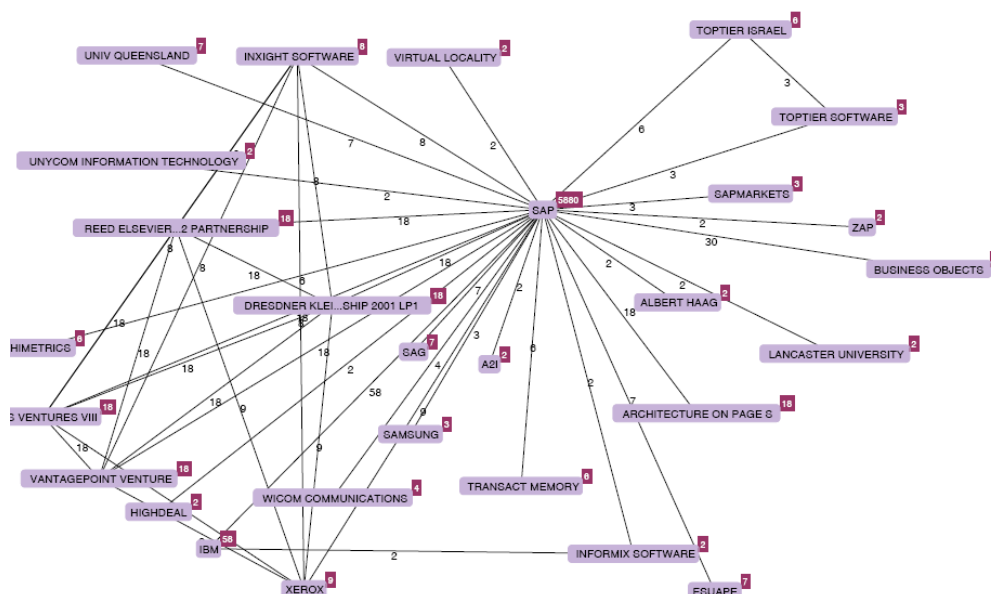 TOPTIER ISRAEL 6
UNIV QUEENSLAND 7
INXIGHT SOFTWARE 8
VIRTUAL LOCALITY 2
3
TOPTIER SOFTWARE 3
6
7
8
2
UNYCOM INFORMATION TECHNOLOGY 2
3
8
2
SAPMARKETS 3
SAP 5880
3
REED ELSEVIER...2 PARTNERSHIP 18
18
2
ZAP 2
30
8
18
8
18
BUSINESS OBJECTS
2
6
7
2
2
DRESDNER KLEI...SHIP 2001 LP1 18
ALBERT HAAG 2
18
18
3
HIMETRICS 6
18
18
SAG 7
A2I 2
6
LANCASTER UNIVERSITY 2
18
2
4
2
58
18
9
9
7
S VENTURES VIII 18
ARCHITECTURE ON PAGE S 18
SAMSUNG 3
18
9
VANTAGEPOINT VENTURE 18
TRANSACT MEMORY 6
WICOM COMMUNICATIONS 4
HIGHDEAL 2
IBM 58
2
INFORMIX SOFTWARE 2
XEROX 9
7